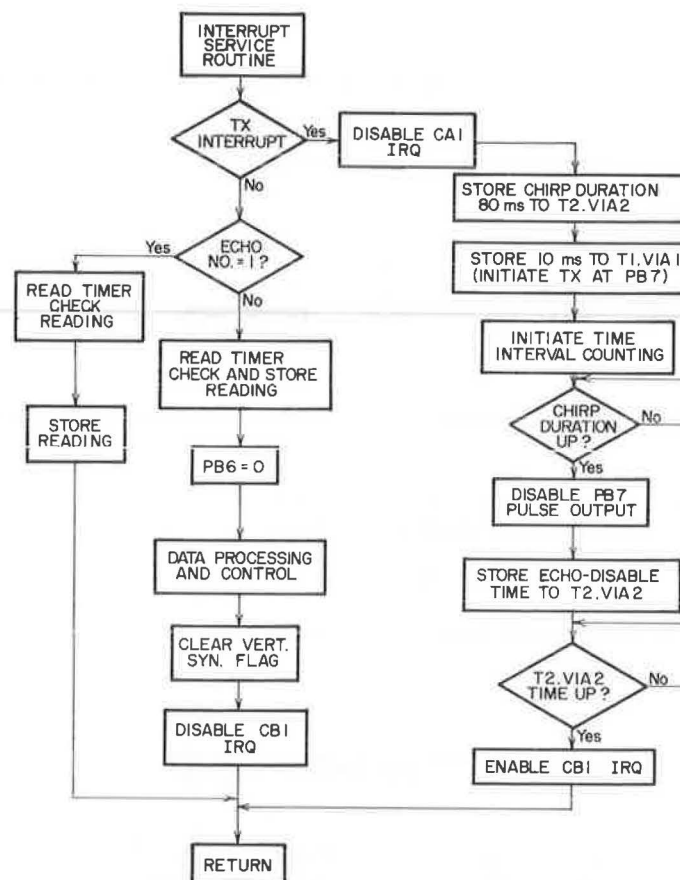 INTERRUPT
SERVICE
ROUTINE
TX
INTERRUPT
Yes
DISABLE CA1
IRQ
No
STORE CHIRP DURATION
80 ms TO T2.VIA2
ECHO
NO. = 1 ?
Yes
No
STORE 10 ms TO T1.VIA1
(INITIATE TX AT PB7)
READ TIMER
CHECK
READING
INITIATE TIME
INTERVAL COUNTING
READ TIMER
CHECK AND STORE
READING
STORE
READING
CHIRP
DURATION
UP ?
No
Yes
PB6 = 0
DISABLE PB7
PULSE OUTPUT
DATA PROCESSING
AND CONTROL
STORE ECHO-DISABLE
TIME TO T2.VIA2
CLEAR VERT.
SYN. FLAG
T2.VIA2
TIME UP ?
No
Yes
DISABLE CB1
IRQ
ENABLE CB1 IRQ
RETURN